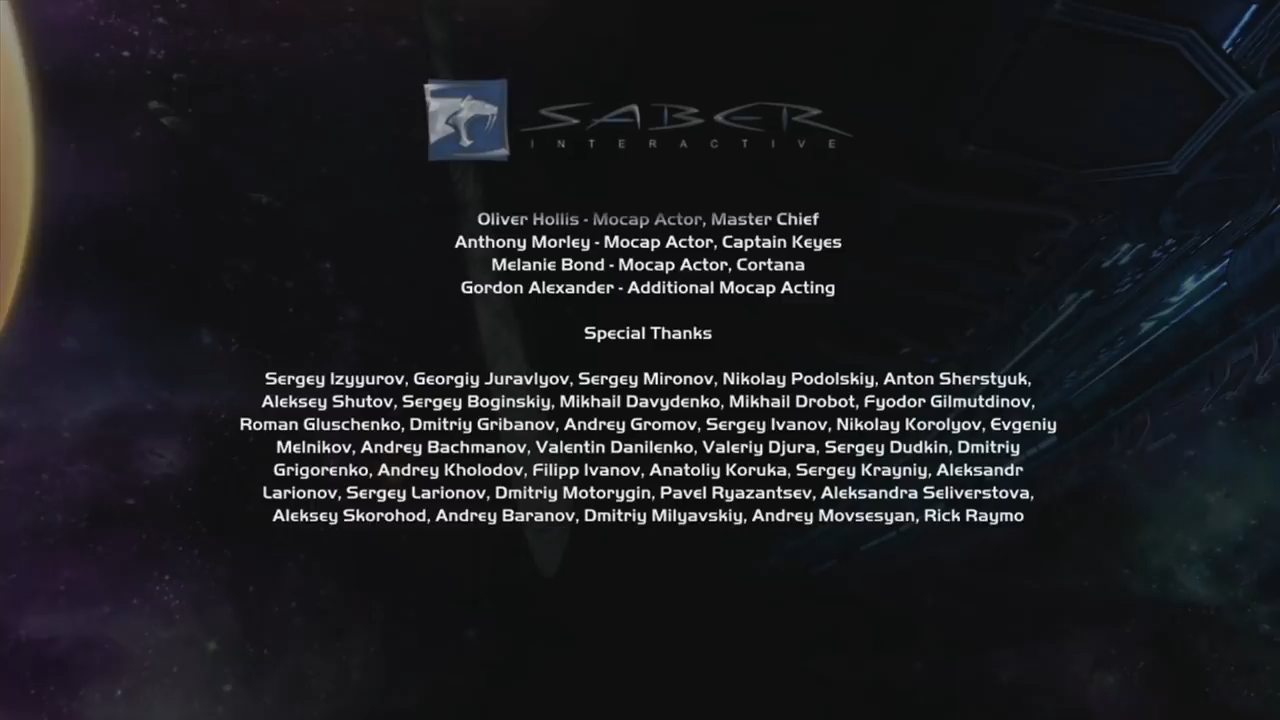 SABER
INTERACTIVE
Oliver Hollis - Mocap Actor, Master Chief
Anthony Morley - Mocap Actor, Captain Keyes
Melanie Bond - Mocap Actor, Cortana
Gordon Alexander - Additional Mocap Acting
Special Thanks
Sergey Izyyurov, Georgiy Juravlyov, Sergey Mironov, Nikolay Podolskiy, Anton Sherstyuk,
Aleksey Shutov, Sergey Boginskiy, Mikhail Davydenko, Mikhail Drobot, Fyodor Gilmutdinov,
Roman Gluschenko, Dmitriy Gribanov, Andrey Gromov, Sergey Ivanov, Nikolay Korolyov, Evgeniy
Melnikov, Andrey Bachmanov, Valentin Danilenko, Valeriy Djura, Sergey Dudkin, Dmitriy
Grigorenko, Andrey Kholodov, Filipp Ivanov, Anatoliy Koruka, Sergey Krayniy, Aleksandr
Larionov, Sergey Larionov, Dmitriy Motorygin, Pavel Ryazantsev, Aleksandra Seliverstova,
Aleksey Skorohod, Andrey Baranov, Dmitriy Milyavskiy, Andrey Movsesyan, Rick Raymo